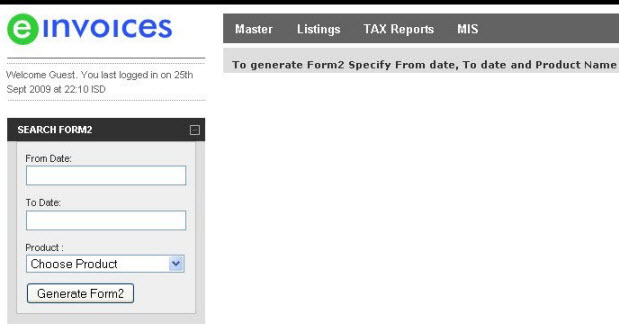 e invoices
Master Listings TAX Reports MIS
Welcome Guest. You last logged in on 25th
Sept 2009 at 22:10 ISD
To generate Form2 Specify From date, To date and Product Name
SEARCH FORM2
From Date:
To Date:
Product :
Choose Product
Generate Form2